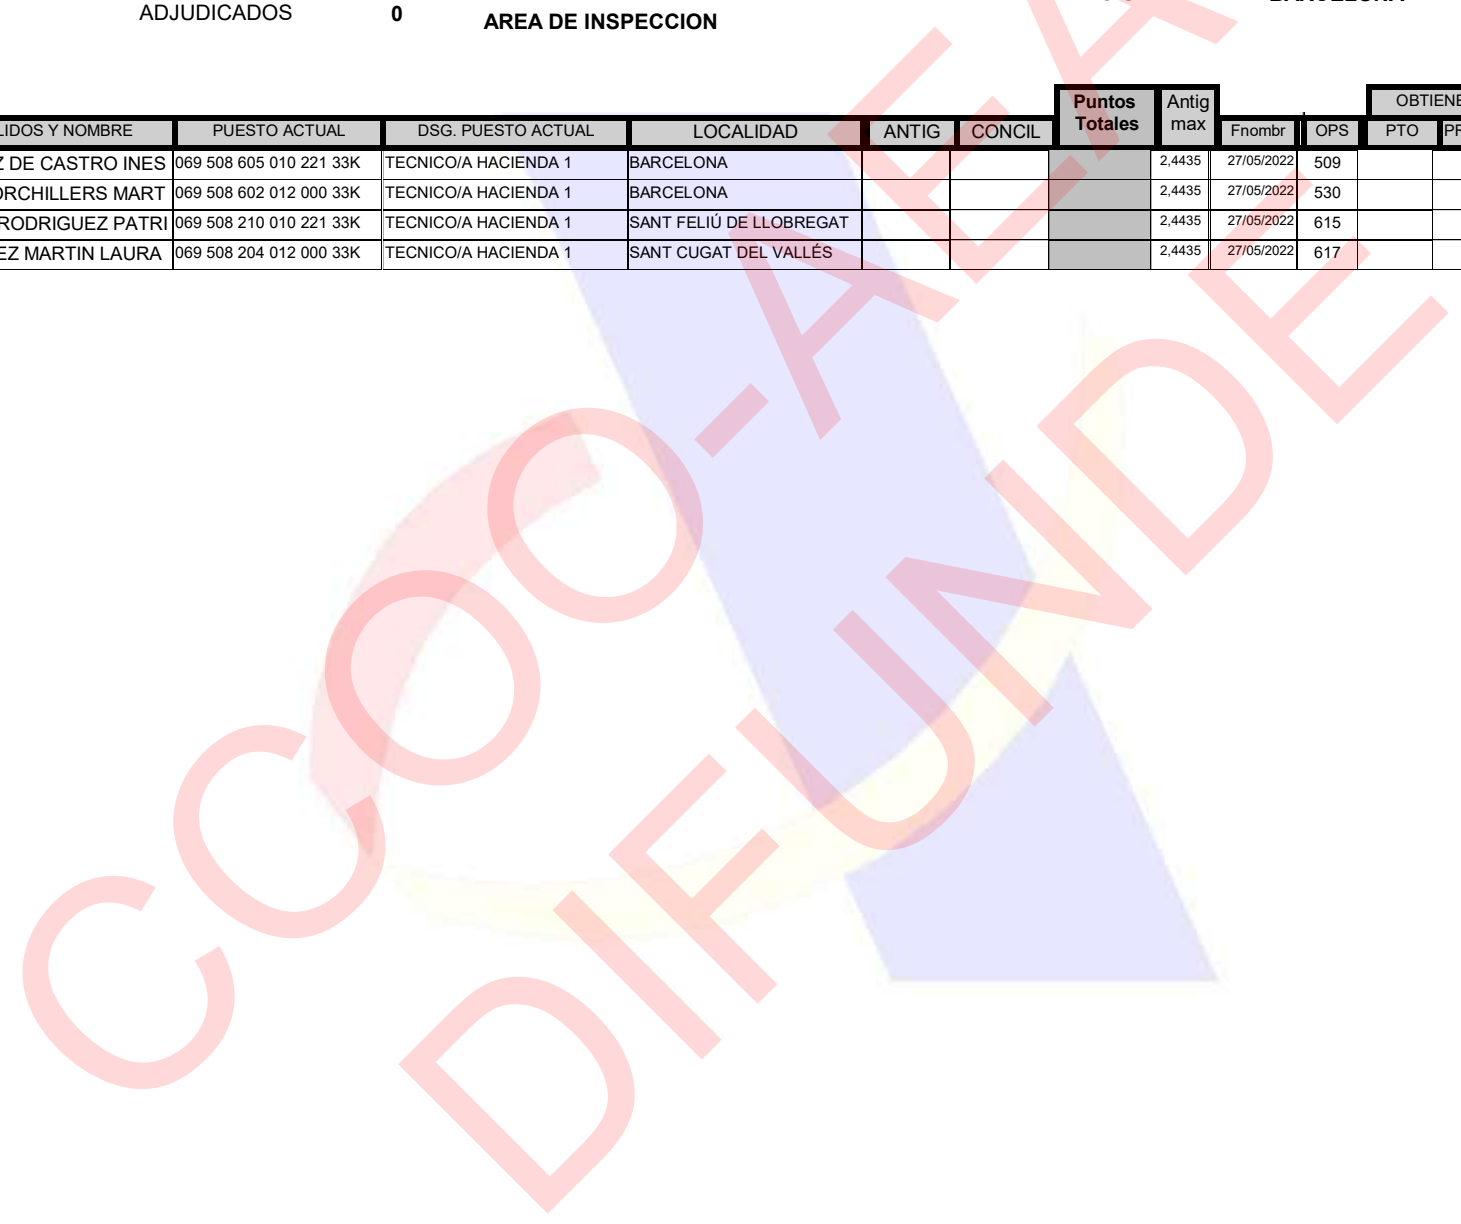 ADJUDICADOS 0 AREA DE INSPECCION
Puntos Totales Antig max OBTIENE
LIDOS Y NOMBRE PUESTO ACTUAL DSG. PUESTO ACTUAL LOCALIDAD ANTIG CONCIL Fnombr OPS PTO PR
Z DE CASTRO INES 069 508 605 010 221 33K TECNICO/A HACIENDA 1 BARCELONA 2,4435 27/05/2022 509
ORCHILLERS MART 069 508 602 012 000 33K TECNICO/A HACIENDA 1 BARCELONA 2,4435 27/05/2022 530
RODRIGUEZ PATRI 069 508 210 010 221 33K TECNICO/A HACIENDA 1 SANT FELIÚ DE LLOBREGAT 2,4435 27/05/2022 615
EZ MARTIN LAURA 069 508 204 012 000 33K TECNICO/A HACIENDA 1 SANT CUGAT DEL VALLÉS 2,4435 27/05/2022 617
CCOO-AEA
DIFUNDE